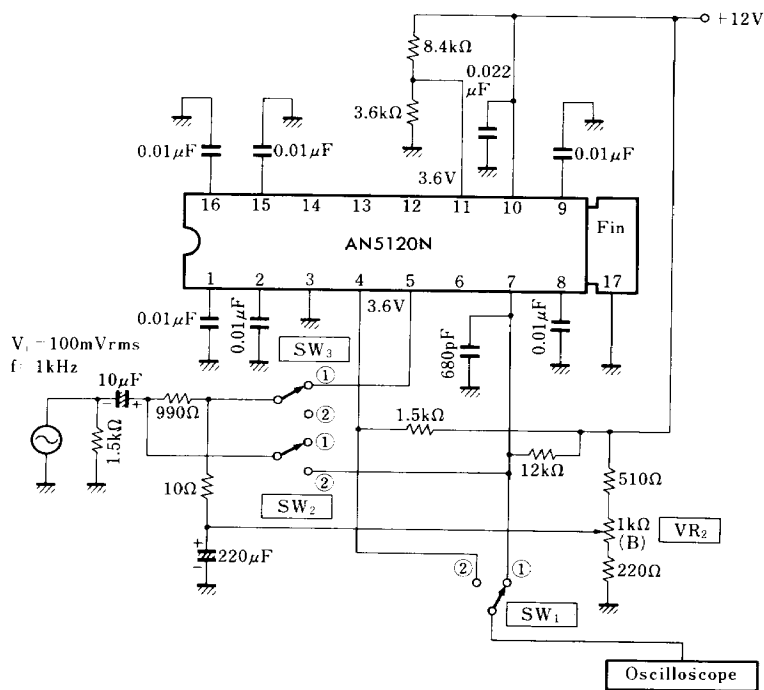 +12V
8.4kΩ
0.022
μF
3.6kΩ
0.01μF
0.01μF
3.6V
0.01μF
16 15 14 13 12 11 10 9
Fin
AN5120N
1 2 3 4 5 6 7 8 17
3.6V
0.01μF
0.01μF
680pF
0.01μF
V = 100mVrms
f= 1kHz
SW₃
10μF
①
− +
990Ω
②
1.5kΩ
1.5kΩ
①
12kΩ
②
510Ω
10Ω
SW₂
1kΩ
(B)
VR₂
+
220μF
−
② ①
220Ω
SW₁
Oscilloscope